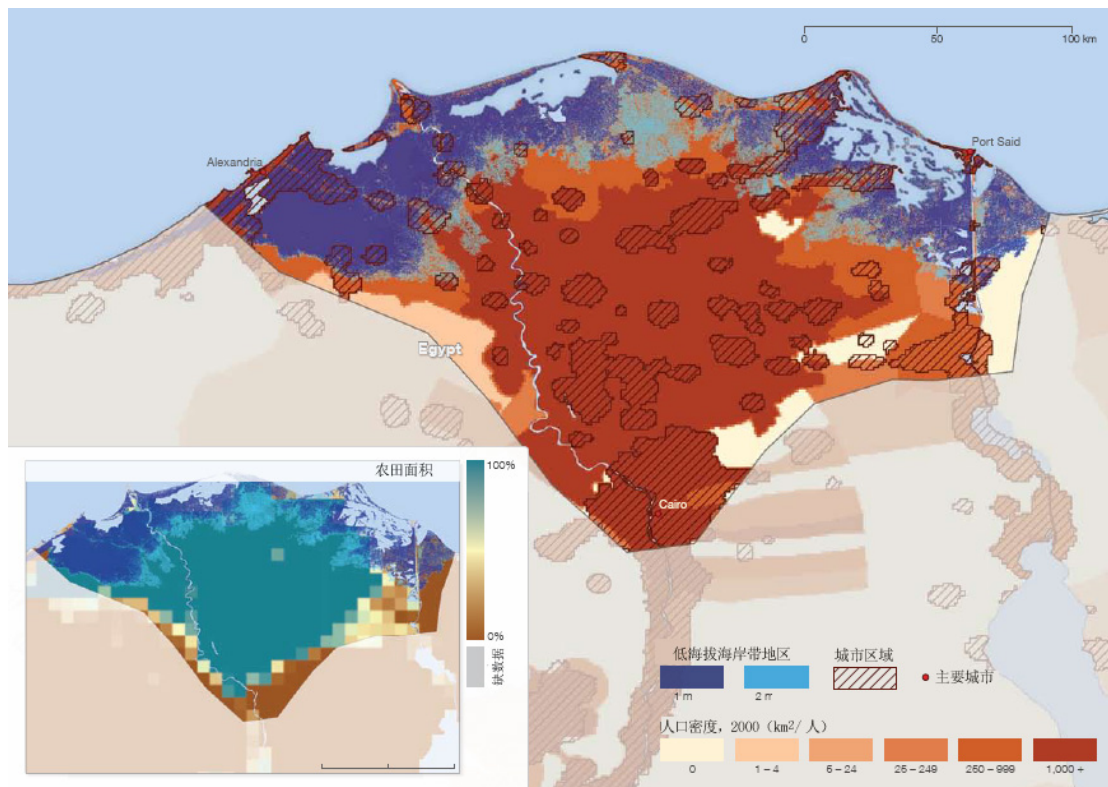 0 50 100 km
Port Said
Alexandria
Egypt
农田面积
100%
0%
缺数据
Cairo
低海拔海岸带地区 城市区域
1 m 2 m 主要城市
人口密度，2000（km²/ 人）
0 1 – 4 5 – 24 25 – 249 250 – 999 1,000 +